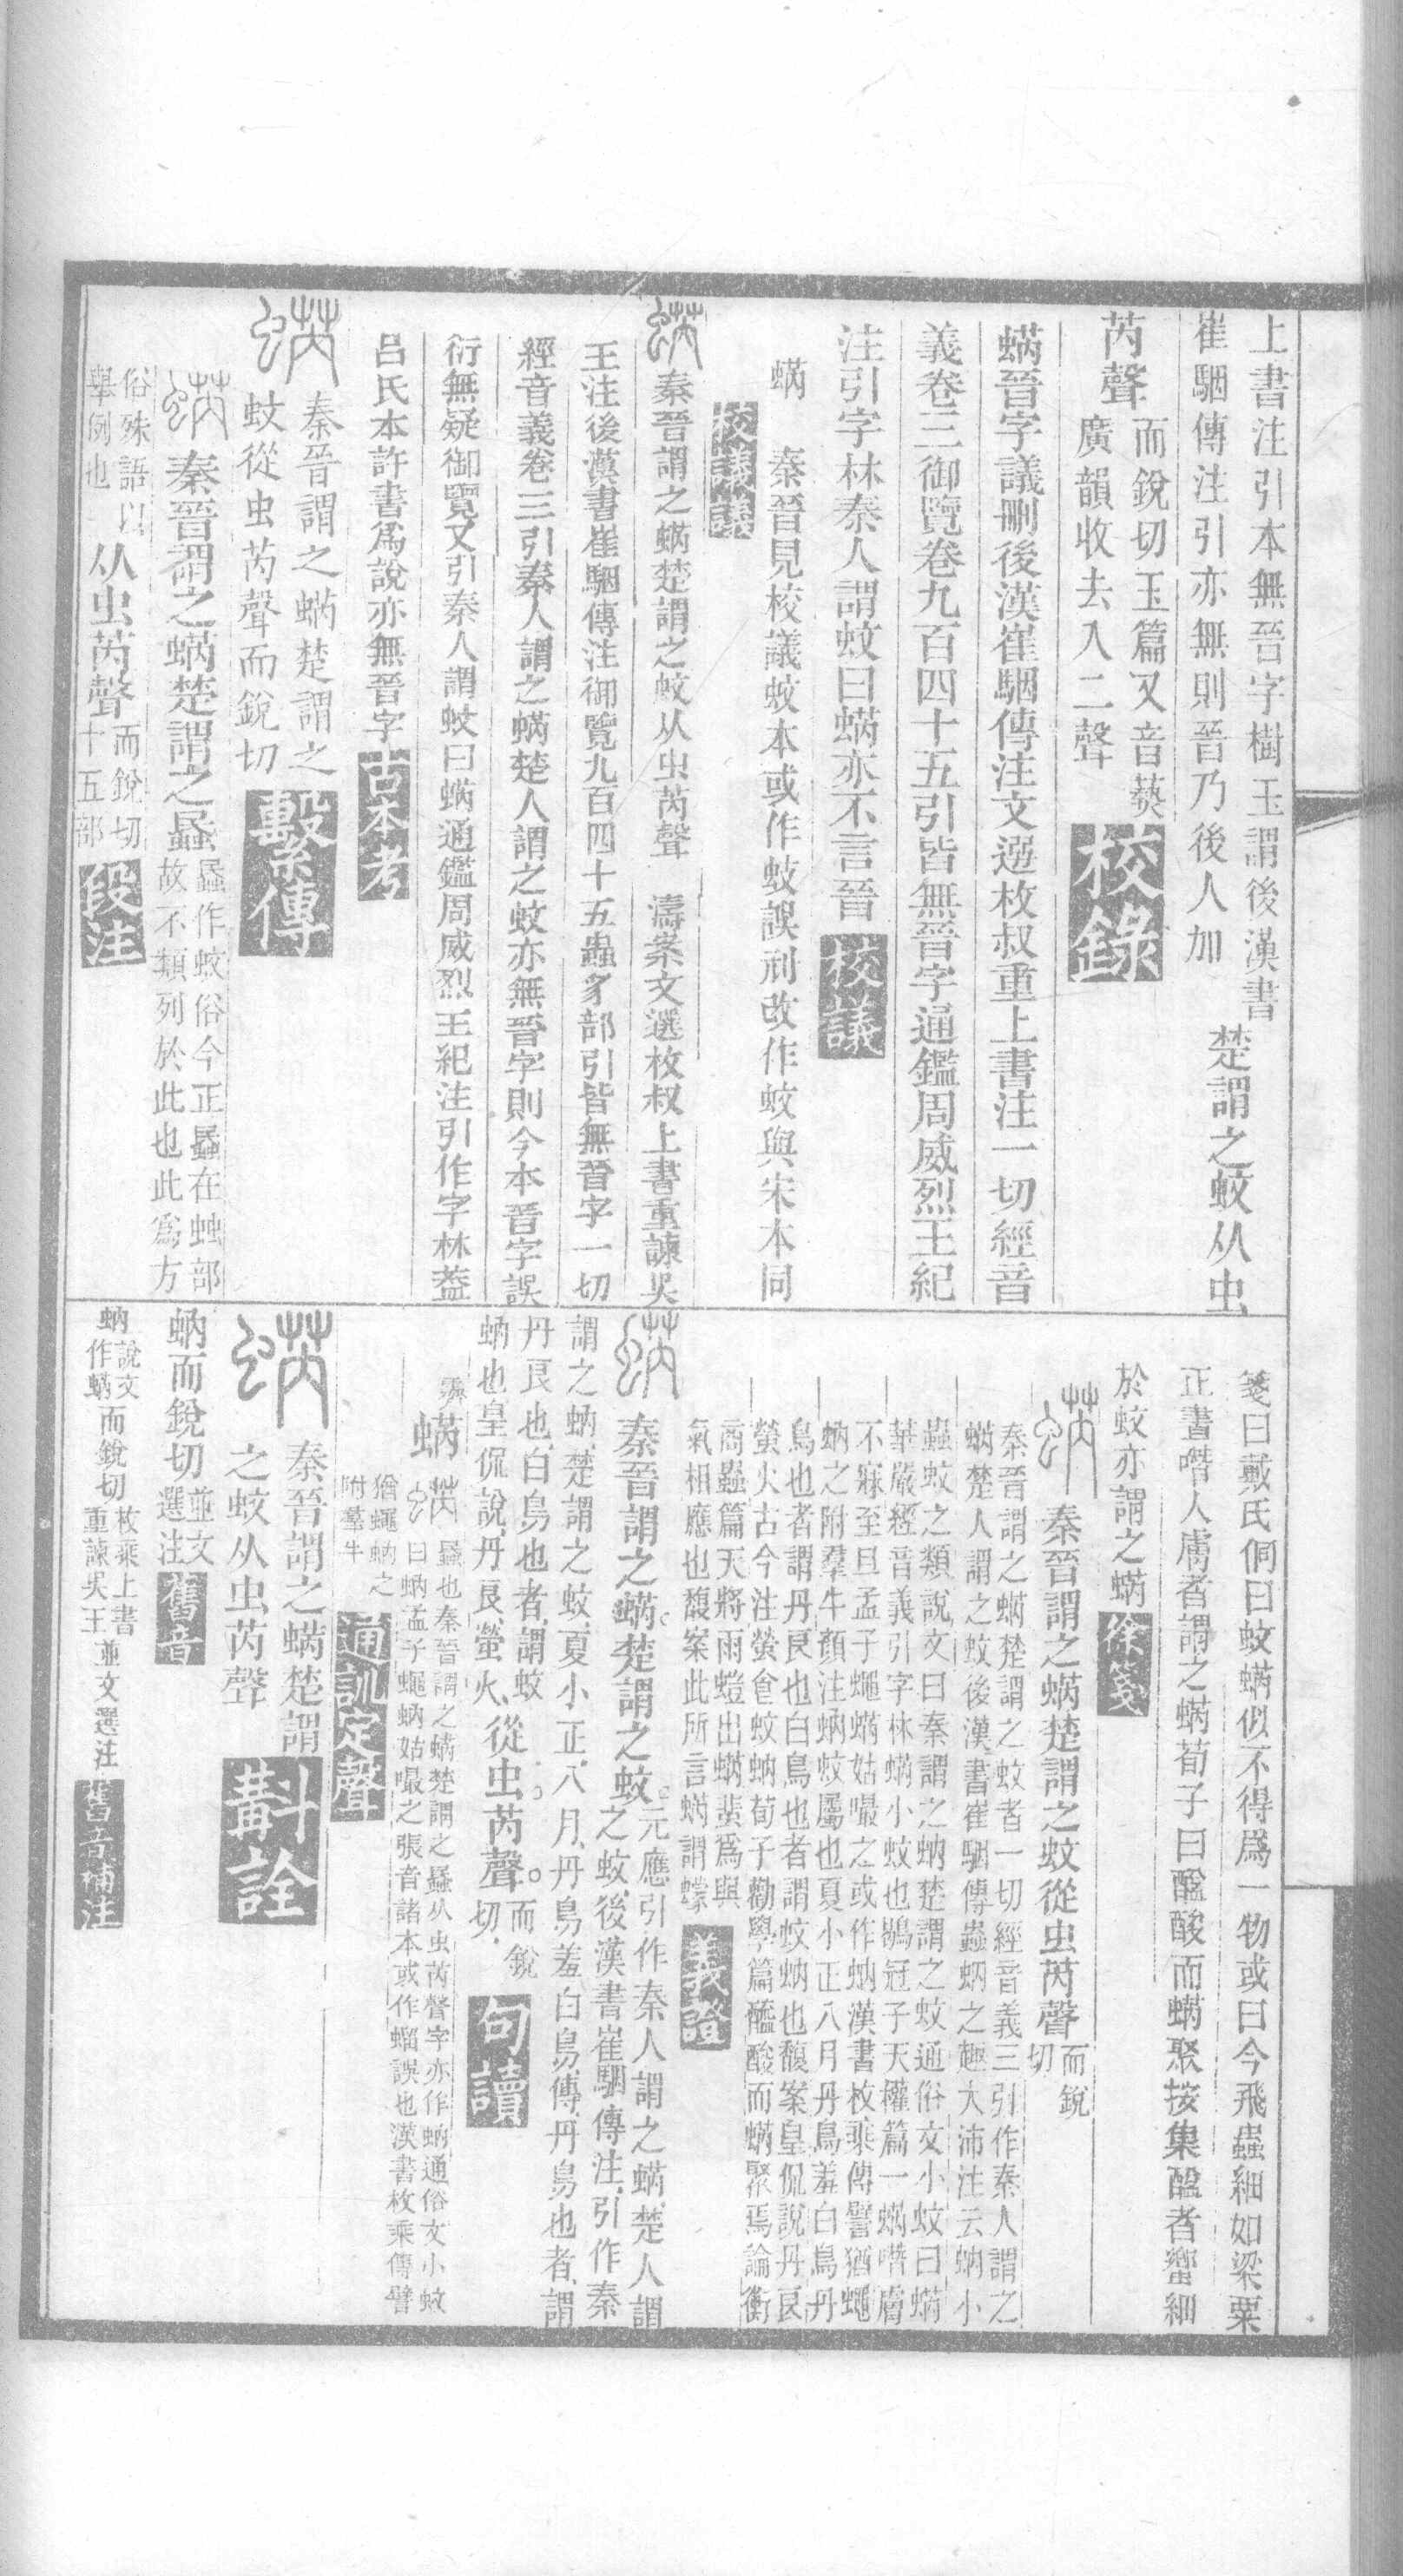 上書注引本無晉字樹玉謂後漢書
崔駰傳注引亦無則晉乃後人加
楚謂之蚊从虫
芮聲
而銳切玉篇又音蓺
廣韻收去入二聲
校錄
蜹晉字議刪後漢崔駰傳注文選枚叔重上書注一切經音
義卷三御覽卷九百四十五引皆無晉字通鑑周威烈王紀
注引字林秦人謂蚊曰蜹亦不言晉
校議
蜹 秦晉見校議蚊本或作蚊誤刓改作蚊與宋本同
校議議
秦晉謂之蜹楚謂之蚊从虫芮聲 濤案文選枚叔上書重諫吳
王注後漢書崔駰傳注御覽九百四十五蟲豸部引皆無晉字一切
經音義卷三引秦人謂之蜹楚人謂之蚊亦無晉字則今本晉字誤
衍無疑御覽又引秦人謂蚊曰蜹通鑑周威烈王紀注引作字林葢
呂氏本許書爲說亦無晉字
古本考
秦晉謂之蜹楚謂之
蚊從虫芮聲而銳切
繫傳
秦晉謂之蜹楚謂之蟁
蟁作蚊俗今正蟁在䖵部
故不類列於此也此爲方
俗殊語以
舉例也
从虫芮聲
而銳切
十五部
段注
箋曰戴氏侗曰蚊蜹似不得爲一物或曰今飛蟲細如梁粟
正晝噆人膚者謂之蜹荀子曰醯酸而蜹聚按集醯者蠁細
於蚊亦謂之蜹
徐箋
秦晉謂之蜹楚謂之蚊從虫芮聲
而銳
切
秦晉謂之蜹楚謂之蚊者一切經音義三引作秦人謂之
蜹楚人謂之蚊後漢書崔駰傳蟲蚋之趣大沛注云蚋小
蟲蚊之類說文曰秦謂之蚋楚謂之蚊通俗文小蚊曰蜹
華嚴經音義引字林蜹小蚊也鶡冠子天權篇一蜹噆膚
不寐至旦孟子蠅蜹姑嘬之或作蚋漢書枚乘傳譬猶蠅
蚋之附羣牛顏注蚋蚊屬也夏小正八月丹鳥羞白鳥丹
鳥也者謂丹良也白鳥也者謂蚊蚋也馥案皇侃說丹良
螢火古今注螢食蚊蚋荀子勸學篇醯酸而蜹聚焉論衡
商蟲篇天將雨螘出蜹蜚爲與
氣相應也馥案此所言蜹謂蠓
義證
秦晉謂之蜹。楚謂之蚊。
元應引作秦人謂之蜹、楚人謂
之蚊、後漢書崔駰傳注、引作秦
謂之蚋、楚謂之蚊、夏小正、八月、丹鳥羞白鳥、傳、丹鳥也者、謂
丹良也、白鳥也者、謂蚊
蚋也、皇侃說、丹良、螢火、
從虫芮聲。
而銳
切、
句讀
蜹
蟁也秦晉謂之蜹楚謂之蟁从虫芮聲字亦作蚋通俗文小蚊
曰蚋孟子蠅蚋姑嘬之張音諸本或作蝒誤也漢書枚乘傳譬
猶蠅蚋之
附羣牛
通訓定聲
秦晉謂之蜹楚謂
之蚊从虫芮聲
斠詮
蚋而銳切
並文
選注
舊音
蚋
說文
作蜹
而銳切
枚乘上書
重諫吳王
並文選注
舊音補注